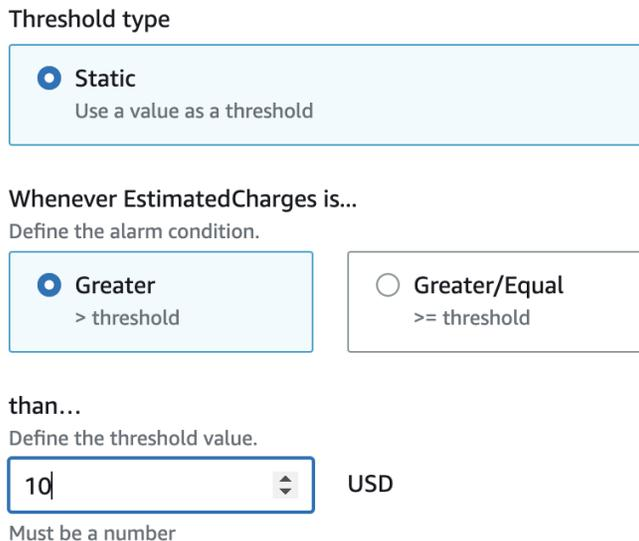 Threshold type
Static
Use a value as a threshold
Whenever EstimatedCharges is...
Define the alarm condition.
Greater
> threshold
Greater/Equal
>= threshold
than...
Define the threshold value.
10
USD
Must be a number